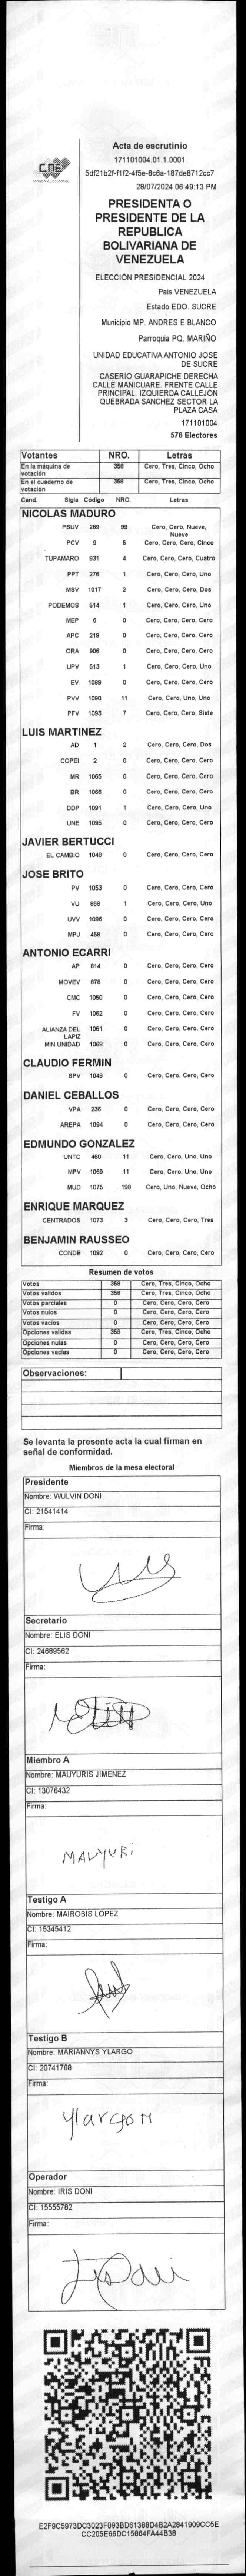 CNE
Acta de escrutinio
171101004.01.1.0001
5df21b2f-f1f2-4f5e-8c6a-187de8712cc7
28/07/2024 06:49:13 PM
PRESIDENTA O
PRESIDENTE DE LA
REPUBLICA
BOLIVARIANA DE
VENEZUELA
ELECCIÓN PRESIDENCIAL 2024
Pais VENEZUELA
Estado EDO. SUCRE
Municipio MP. ANDRES E BLANCO
Parroquia PQ. MARIÑO
UNIDAD EDUCATIVA ANTONIO JOSE
DE SUCRE
CASERIO GUARAPICHE DERECHA
CALLE MANICUARE. FRENTE CALLE
PRINCIPAL. IZQUIERDA CALLEJÓN
QUEBRADA SANCHEZ SECTOR LA
PLAZA CASA
171101004
576 Electores
Votantes NRO. Letras
En la máquina de votación 358 Cero, Tres, Cinco, Ocho
En el cuaderno de votación 358 Cero, Tres, Cinco, Ocho
Cand. Sigla Código NRO. Letras
NICOLAS MADURO
PSUV 269 99 Cero, Cero, Nueve, Nueve
PCV 9 5 Cero, Cero, Cero, Cinco
TUPAMARO 931 4 Cero, Cero, Cero, Cuatro
PPT 276 1 Cero, Cero, Cero, Uno
MSV 1017 2 Cero, Cero, Cero, Dos
PODEMOS 514 1 Cero, Cero, Cero, Uno
MEP 6 0 Cero, Cero, Cero, Cero
APC 219 0 Cero, Cero, Cero, Cero
ORA 906 0 Cero, Cero, Cero, Cero
UPV 513 1 Cero, Cero, Cero, Uno
EV 1089 0 Cero, Cero, Cero, Cero
PVV 1090 11 Cero, Cero, Uno, Uno
PFV 1093 7 Cero, Cero, Cero, Siete
LUIS MARTINEZ
AD 1 2 Cero, Cero, Cero, Dos
COPEI 2 0 Cero, Cero, Cero, Cero
MR 1065 0 Cero, Cero, Cero, Cero
BR 1066 0 Cero, Cero, Cero, Cero
DDP 1091 1 Cero, Cero, Cero, Uno
UNE 1095 0 Cero, Cero, Cero, Cero
JAVIER BERTUCCI
EL CAMBIO 1048 0 Cero, Cero, Cero, Cero
JOSE BRITO
PV 1053 0 Cero, Cero, Cero, Cero
VU 868 1 Cero, Cero, Cero, Uno
UVV 1096 0 Cero, Cero, Cero, Cero
MPJ 458 0 Cero, Cero, Cero, Cero
ANTONIO ECARRI
AP 814 0 Cero, Cero, Cero, Cero
MOVEV 876 0 Cero, Cero, Cero, Cero
CMC 1050 0 Cero, Cero, Cero, Cero
FV 1052 0 Cero, Cero, Cero, Cero
ALIANZA DEL LAPIZ 1051 0 Cero, Cero, Cero, Cero
MIN UNIDAD 1068 0 Cero, Cero, Cero, Cero
CLAUDIO FERMIN
SPV 1049 0 Cero, Cero, Cero, Cero
DANIEL CEBALLOS
VPA 236 0 Cero, Cero, Cero, Cero
AREPA 1094 0 Cero, Cero, Cero, Cero
EDMUNDO GONZALEZ
UNTC 460 11 Cero, Cero, Uno, Uno
MPV 1069 11 Cero, Cero, Uno, Uno
MUD 1075 198 Cero, Uno, Nueve, Ocho
ENRIQUE MARQUEZ
CENTRADOS 1073 3 Cero, Cero, Cero, Tres
BENJAMIN RAUSSEO
CONDE 1092 0 Cero, Cero, Cero, Cero
Resumen de votos
Votos 358 Cero, Tres, Cinco, Ocho
Votos validos 358 Cero, Tres, Cinco, Ocho
Votos parciales 0 Cero, Cero, Cero, Cero
Votos nulos 0 Cero, Cero, Cero, Cero
Votos vacios 0 Cero, Cero, Cero, Cero
Opciones validas 358 Cero, Tres, Cinco, Ocho
Opciones nulas 0 Cero, Cero, Cero, Cero
Opciones vacias 0 Cero, Cero, Cero, Cero
Observaciones:
Se levanta la presente acta la cual firman en
señal de conformidad.
Miembros de la mesa electoral
Presidente
Nombre: WULVIN DONI
CI: 21541414
Firma:
Secretario
Nombre: ELIS DONI
CI: 24689562
Firma:
Miembro A
Nombre: MAUYURIS JIMENEZ
CI: 13076432
Firma:
MAUYURI
Testigo A
Nombre: MAIROBIS LOPEZ
CI: 15345412
Firma:
Testigo B
Nombre: MARIANNYS YLARGO
CI: 20741768
Firma:
Operador
Nombre: IRIS DONI
CI: 15555782
Firma:
E2F9C5973DC3023F093BD61388D4B2A2841909CC5E
CC205E66DC15864FA44B38